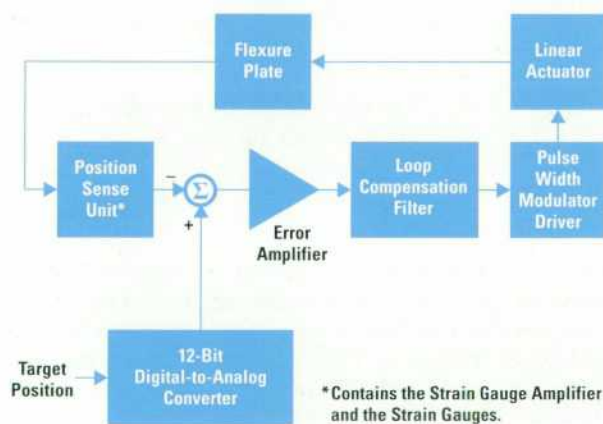 Flexure
Plate
Linear
Actuator
Position
Sense
Unit*
−
Σ
+
Error
Amplifier
Loop
Compensation
Filter
Pulse
Width
Modulator
Driver
Target
Position
12-Bit
Digital-to-Analog
Converter
*Contains the Strain Gauge Amplifier
and the Strain Gauges.